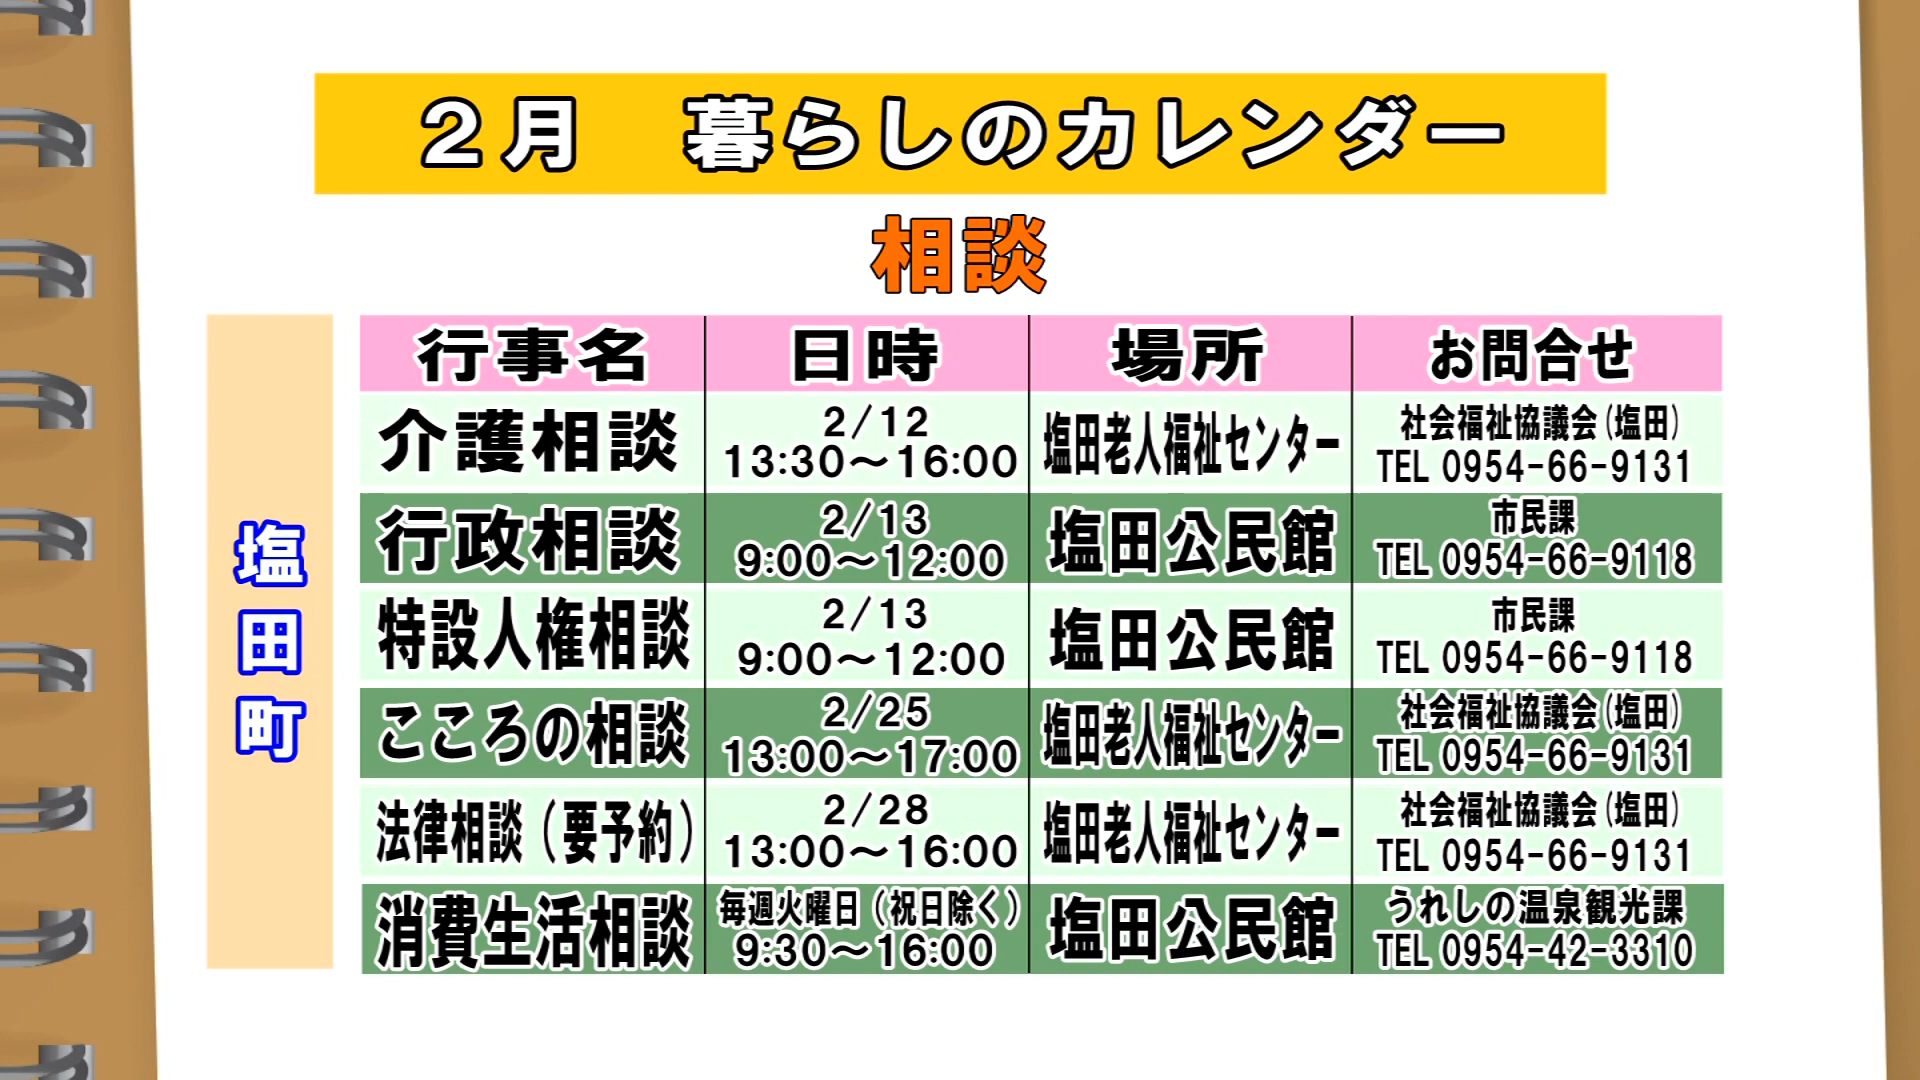 2月 暮らしのカレンダー
相談
塩田町
行事名 日時 場所 お問合せ
介護相談 2/12 13:30～16:00 塩田老人福祉センター 社会福祉協議会(塩田) TEL 0954-66-9131
行政相談 2/13 9:00～12:00 塩田公民館 市民課 TEL 0954-66-9118
特設人権相談 2/13 9:00～12:00 塩田公民館 市民課 TEL 0954-66-9118
こころの相談 2/25 13:00～17:00 塩田老人福祉センター 社会福祉協議会(塩田) TEL 0954-66-9131
法律相談(要予約) 2/28 13:00～16:00 塩田老人福祉センター 社会福祉協議会(塩田) TEL 0954-66-9131
消費生活相談 毎週火曜日(祝日除く) 9:30～16:00 塩田公民館 うれしの温泉観光課 TEL 0954-42-3310